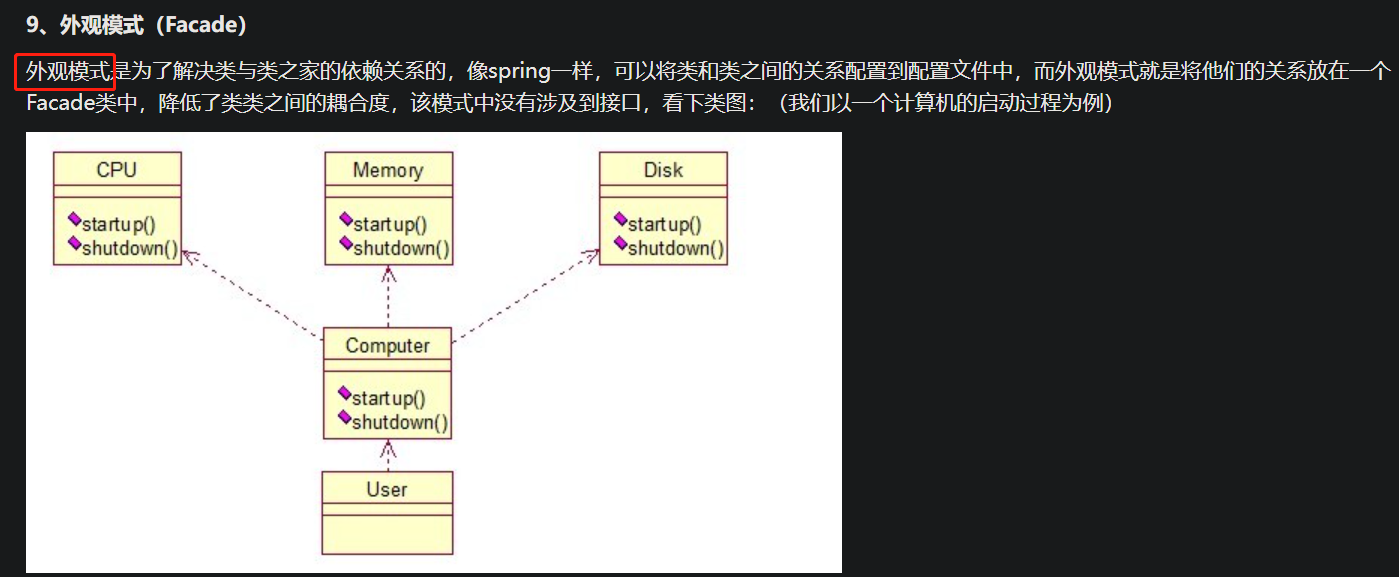 9、外观模式（Facade）
外观模式是为了解决类与类之家的依赖关系的，像spring一样，可以将类和类之间的关系配置到配置文件中，而外观模式就是将他们的关系放在一个
Facade类中，降低了类类之间的耦合度，该模式中没有涉及到接口，看下类图：（我们以一个计算机的启动过程为例）
CPU
startup()
shutdown()
Memory
startup()
shutdown()
Disk
startup()
shutdown()
Computer
startup()
shutdown()
User